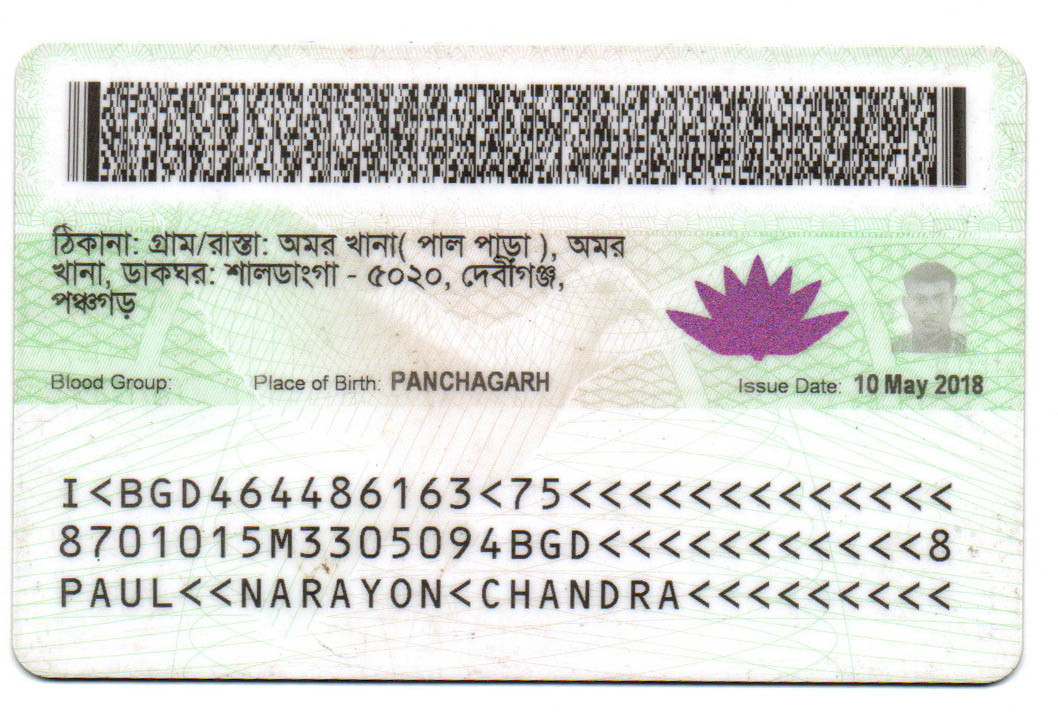 ঠিকানা: গ্রাম/রাস্তা: অমর খানা( পাল পাড়া ), অমর
খানা, ডাকঘর: শালডাংগা - ৫০২০, দেবীগঞ্জ,
পঞ্চগড়
Blood Group: Place of Birth: PANCHAGARH Issue Date: 10 May 2018
I<BGD464486163<75<<<<<<<<<<<<<
8701015M3305094BGD<<<<<<<<<<<8
PAUL<<NARAYON<CHANDRA<<<<<<<<<